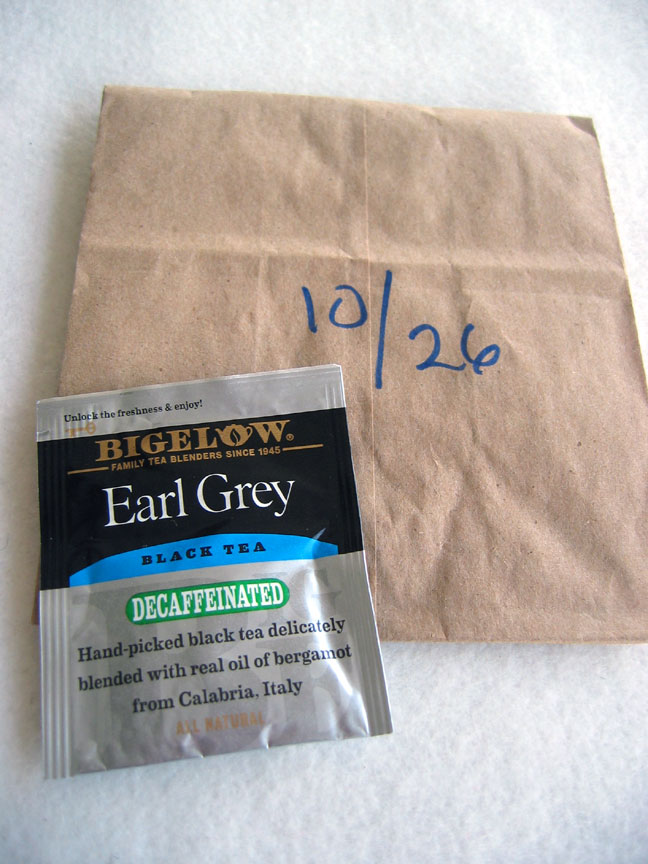 10/26
Unlock the freshness & enjoy!
BIGELOW®
FAMILY TEA BLENDERS SINCE 1945
Earl Grey
BLACK TEA
DECAFFEINATED
Hand-picked black tea delicately
blended with real oil of bergamot
from Calabria, Italy
ALL NATURAL